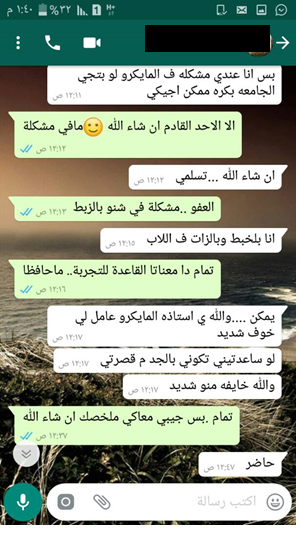 ١:٤٠ م
٣٢%
H+
1
بس انا عندي مشكله ف المايكرو لو بتجي
الجامعه بكره ممكن اجيكي
١٢:١١ ص
الا الاحد القادم ان شاء الله 🙂مافي مشكلة
١٢:١٢ ص
ان شاء الله ...تسلمي
١٢:١٢ ص
العفو ..مشكلة في شنو بالزبط
١٢:١٣ ص
انا بلخبط وبالزات ف اللاب
١٢:١٥ ص
تمام دا معناتا القاعدة للتجربة.. ماحافظا
١٢:١٦ ص
يمكن ....والله ي استاذه المايكرو عامل لي
خوف شديد
١٢:١٧ ص
لو ساعدتيني تكوني بالجد م قصرتي
١٢:١٧ ص
والله خايفه منو شديد
١٢:١٧ ص
تمام .بس جيبي معاكي ملخصك ان شاء الله
١٢:٣٧ ص
حاضر
١٢:٤٧ ص
اكتب رسالة